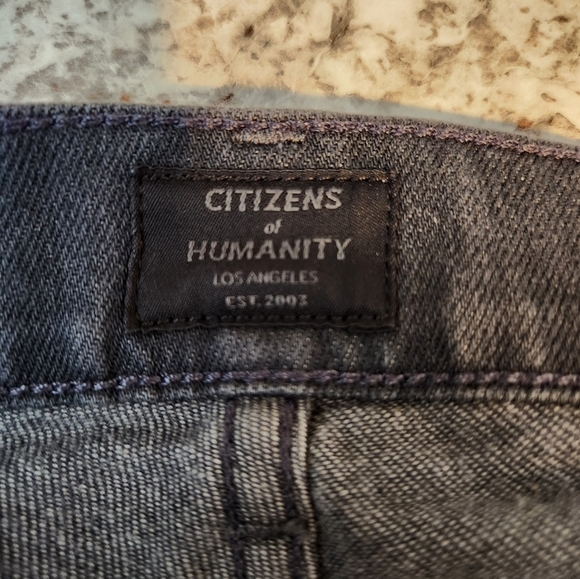 CITIZENS
of
HUMANITY
LOS ANGELES
EST. 2003